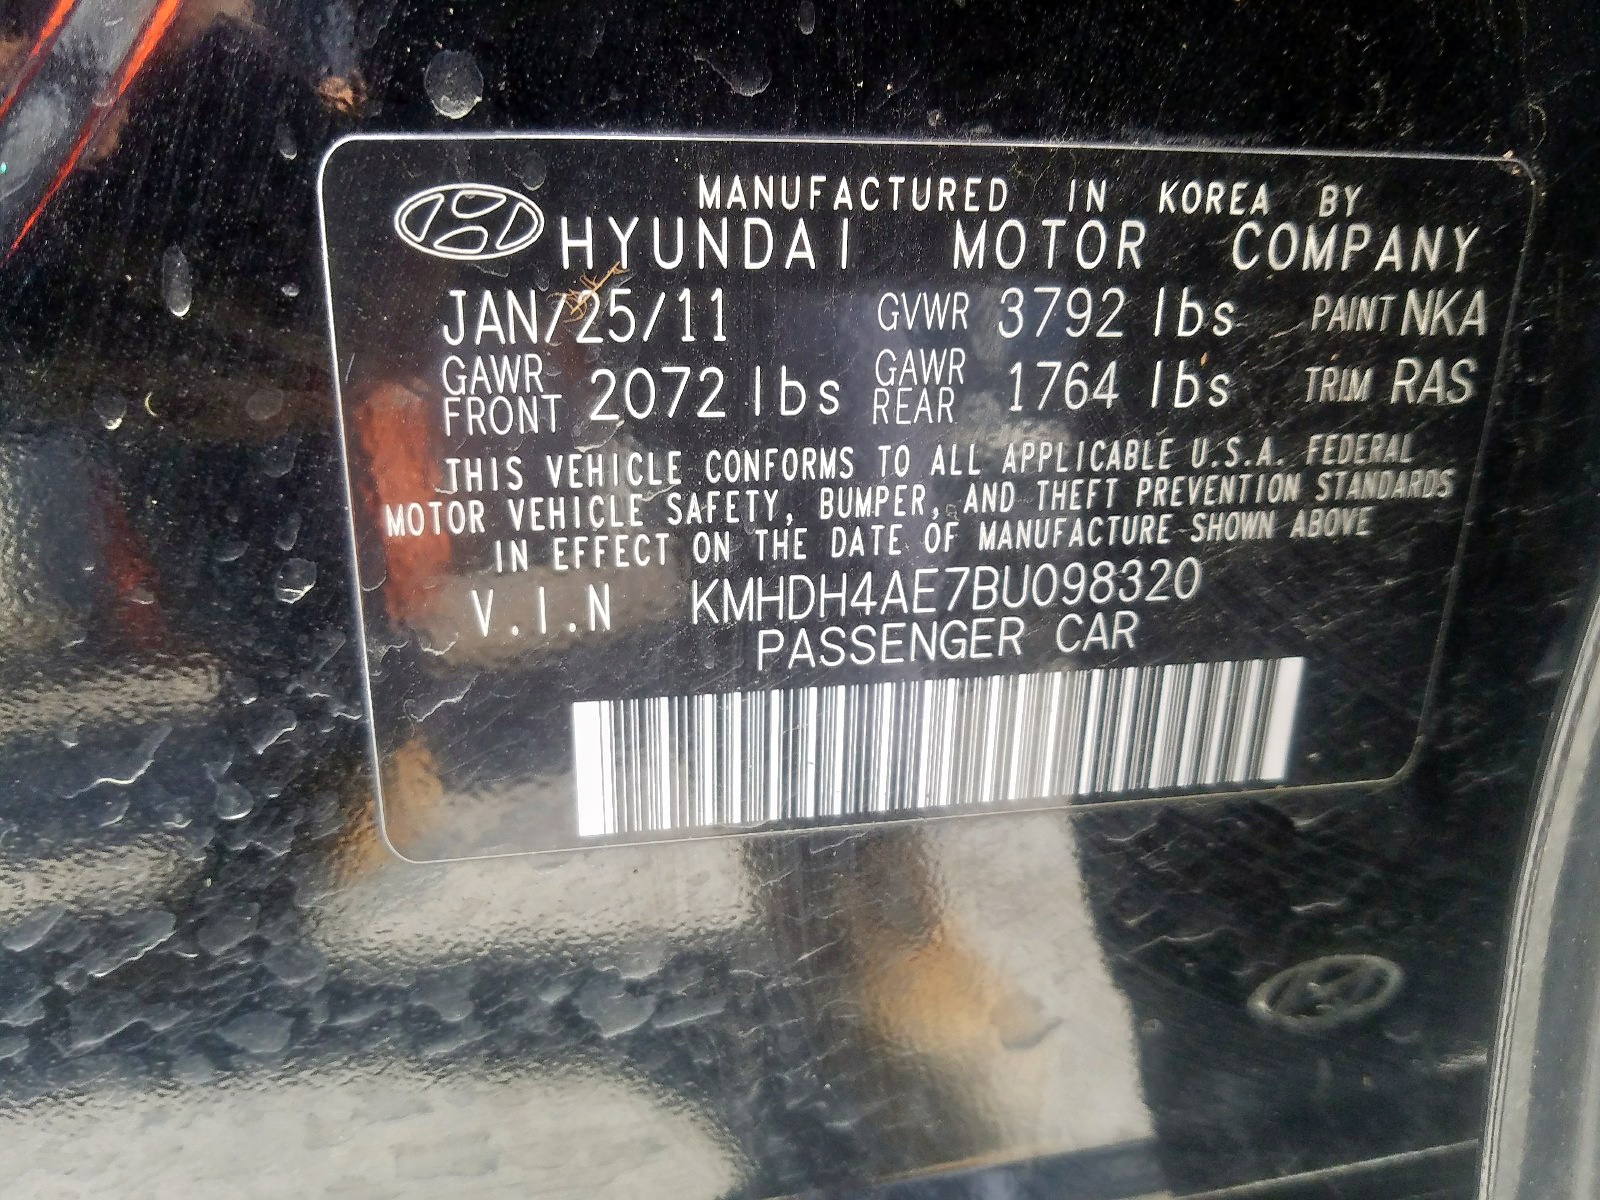 MANUFACTURED IN KOREA BY
HYUNDAI MOTOR COMPANY
JAN/25/11 GVWR 3792 lbs PAINT NKA
GAWR FRONT 2072 lbs GAWR REAR 1764 lbs TRIM RAS
THIS VEHICLE CONFORMS TO ALL APPLICABLE U.S.A. FEDERAL
MOTOR VEHICLE SAFETY, BUMPER, AND THEFT PREVENTION STANDARDS
IN EFFECT ON THE DATE OF MANUFACTURE SHOWN ABOVE
V.I.N KMHDH4AE7BU098320
PASSENGER CAR